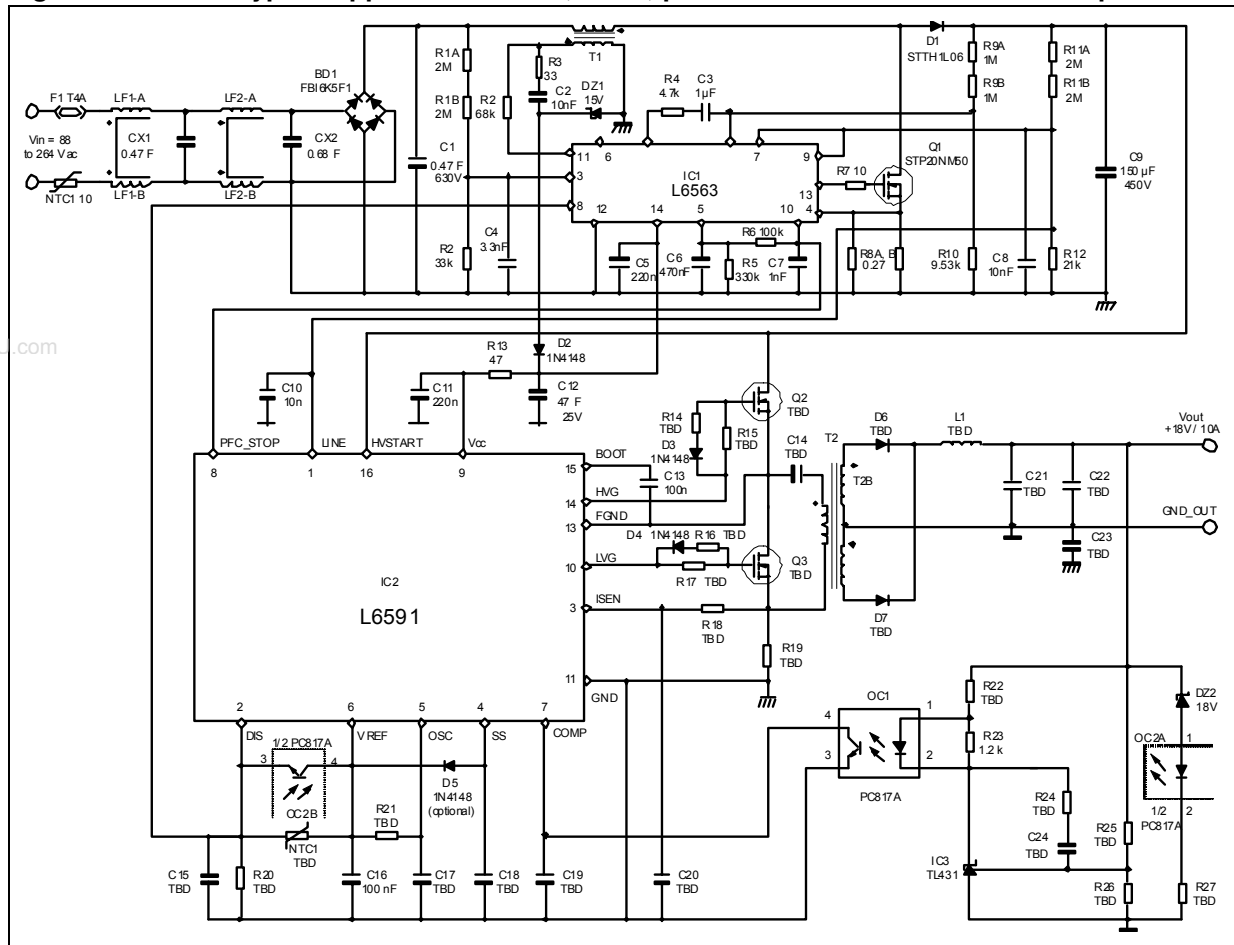 D1
STTH1L06
R9A
1M
R11A
2M
R1A
2M
T1
R3
33
BD1
FBI6K5F1
R9B
1M
R11B
2M
C2
10nF
DZ1
15V
R4
4.7k
C3
1µF
F1 T4A
LF1-A
LF2-A
R1B
2M
R2
68k
Vin = 88
to 264 Vac
CX1
0.47 F
CX2
0.68 F
C1
0.47 F
630V
11
6
7
9
Q1
STP20NM50
IC1
L6563
3
13
R7 10
C9
150 µF
450V
NTC1 10
LF1-B
LF2-B
8
12
14
5
10
4
R2
33k
C4
3.3nF
C5
220n
C6
470nF
R6 100k
R5
330k
C7
1nF
R8A, B
0.27
R10
9.53k
C8
10nF
R12
21k
J.com
R13
47
D2
1N4148
C10
10n
C11
220n
C12
47 F
25V
Q2
TBD
R14
TBD
D3
1N4148
R15
TBD
C14
TBD
T2
D6
TBD
L1
TBD
Vout
+18V/ 10A
PFC_STOP
LINE
HVSTART
Vcc
8
1
16
9
15
BOOT
C13
100n
T2B
C21
TBD
C22
TBD
14
HVG
13
FGND
GND_OUT
D4
1N4148
R16 TBD
C23
TBD
10
LVG
R17 TBD
Q3
TBD
IC2
L6591
3
ISEN
R18
TBD
D7
TBD
R19
TBD
11
GND
OC1
R22
TBD
DZ2
18V
2
6
5
4
7
DIS
VREF
OSC
SS
COMP
4
1
R23
1.2k
OC2A
1
1/2 PC817A
3
4
3
2
D5
1N4148
(optional)
PC817A
OC2B
R21
TBD
R24
TBD
1/2
2
PC817A
NTC1
TBD
R25
TBD
C24
TBD
C15
TBD
R20
TBD
C16
100 nF
C17
TBD
C18
TBD
C19
TBD
C20
TBD
IC3
TL431
R26
TBD
R27
TBD